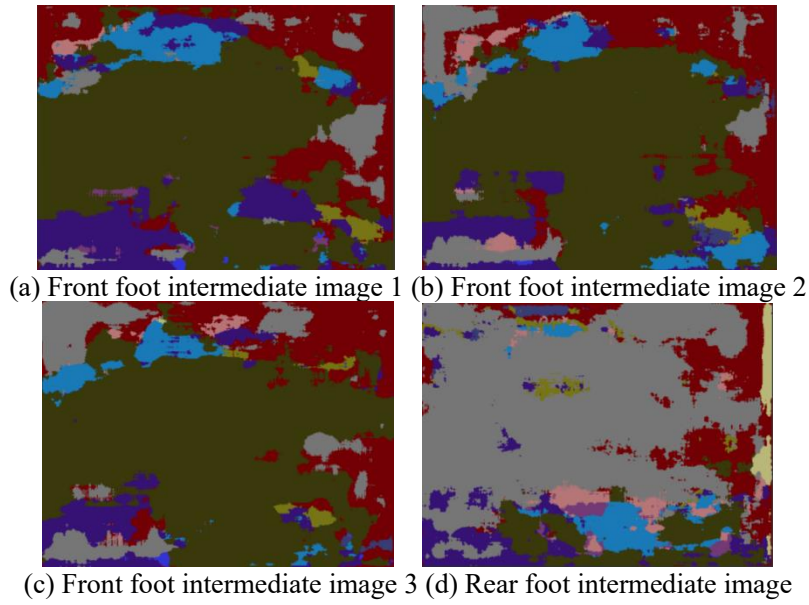 (a) Front foot intermediate image 1 (b) Front foot intermediate image 2
(c) Front foot intermediate image 3 (d) Rear foot intermediate image